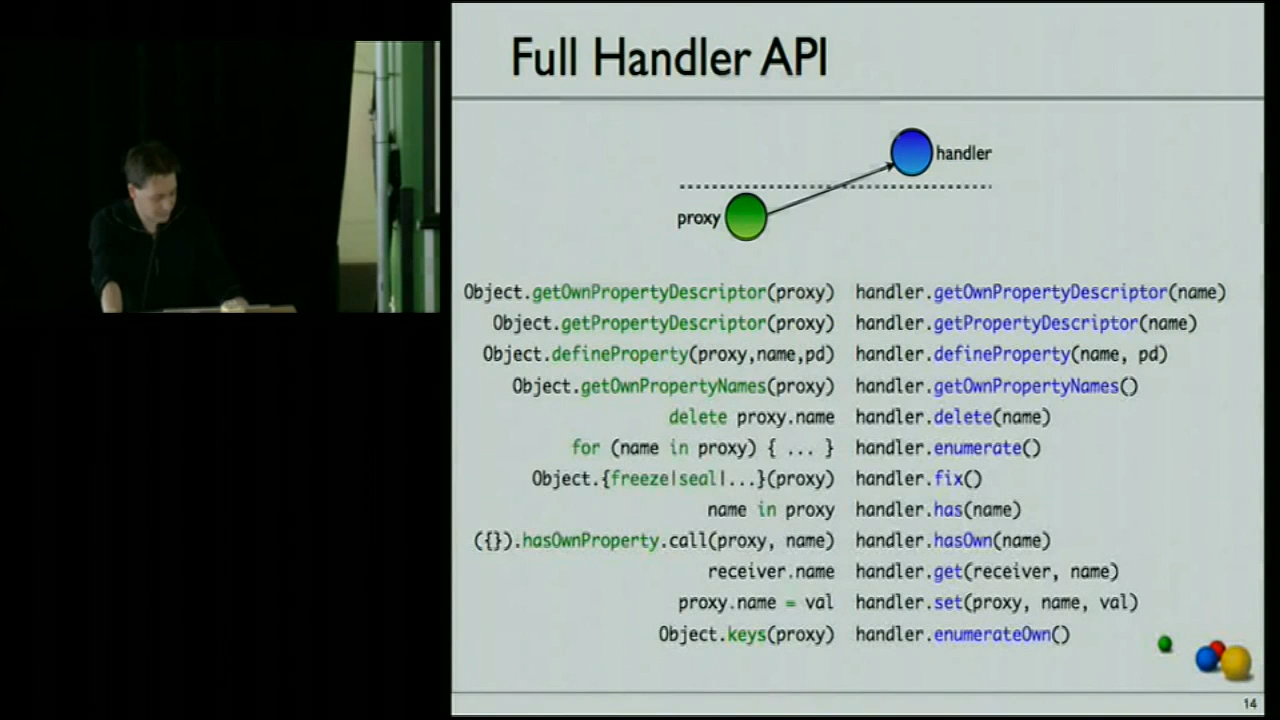 Full Handler API
handler
proxy
Object.getOwnPropertyDescriptor(proxy) handler.getOwnPropertyDescriptor(name)
Object.getPropertyDescriptor(proxy) handler.getPropertyDescriptor(name)
Object.defineProperty(proxy,name,pd) handler.defineProperty(name, pd)
Object.getOwnPropertyNames(proxy) handler.getOwnPropertyNames()
delete proxy.name handler.delete(name)
for (name in proxy) { ... } handler.enumerate()
Object.{freeze|seal|...}(proxy) handler.fix()
name in proxy handler.has(name)
({}).hasOwnProperty.call(proxy, name) handler.hasOwn(name)
receiver.name handler.get(receiver, name)
proxy.name = val handler.set(proxy, name, val)
Object.keys(proxy) handler.enumerateOwn()
14